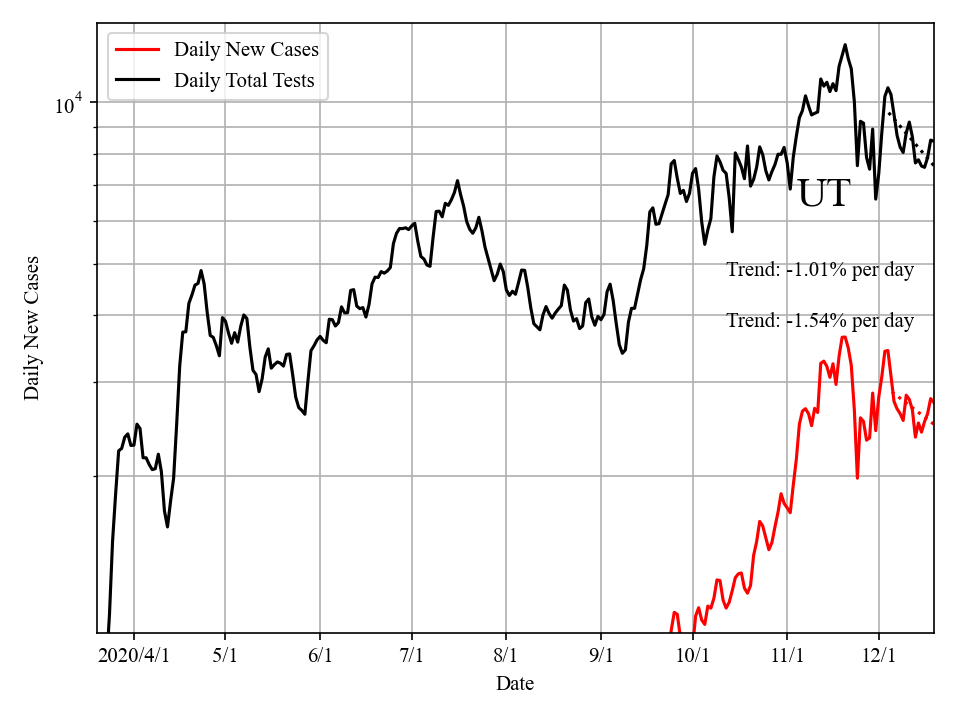 Daily New Cases
Daily Total Tests
10^4
UT
Trend: -1.01% per day
Trend: -1.54% per day
Daily New Cases
2020/4/1 5/1 6/1 7/1 8/1 9/1 10/1 11/1 12/1
Date